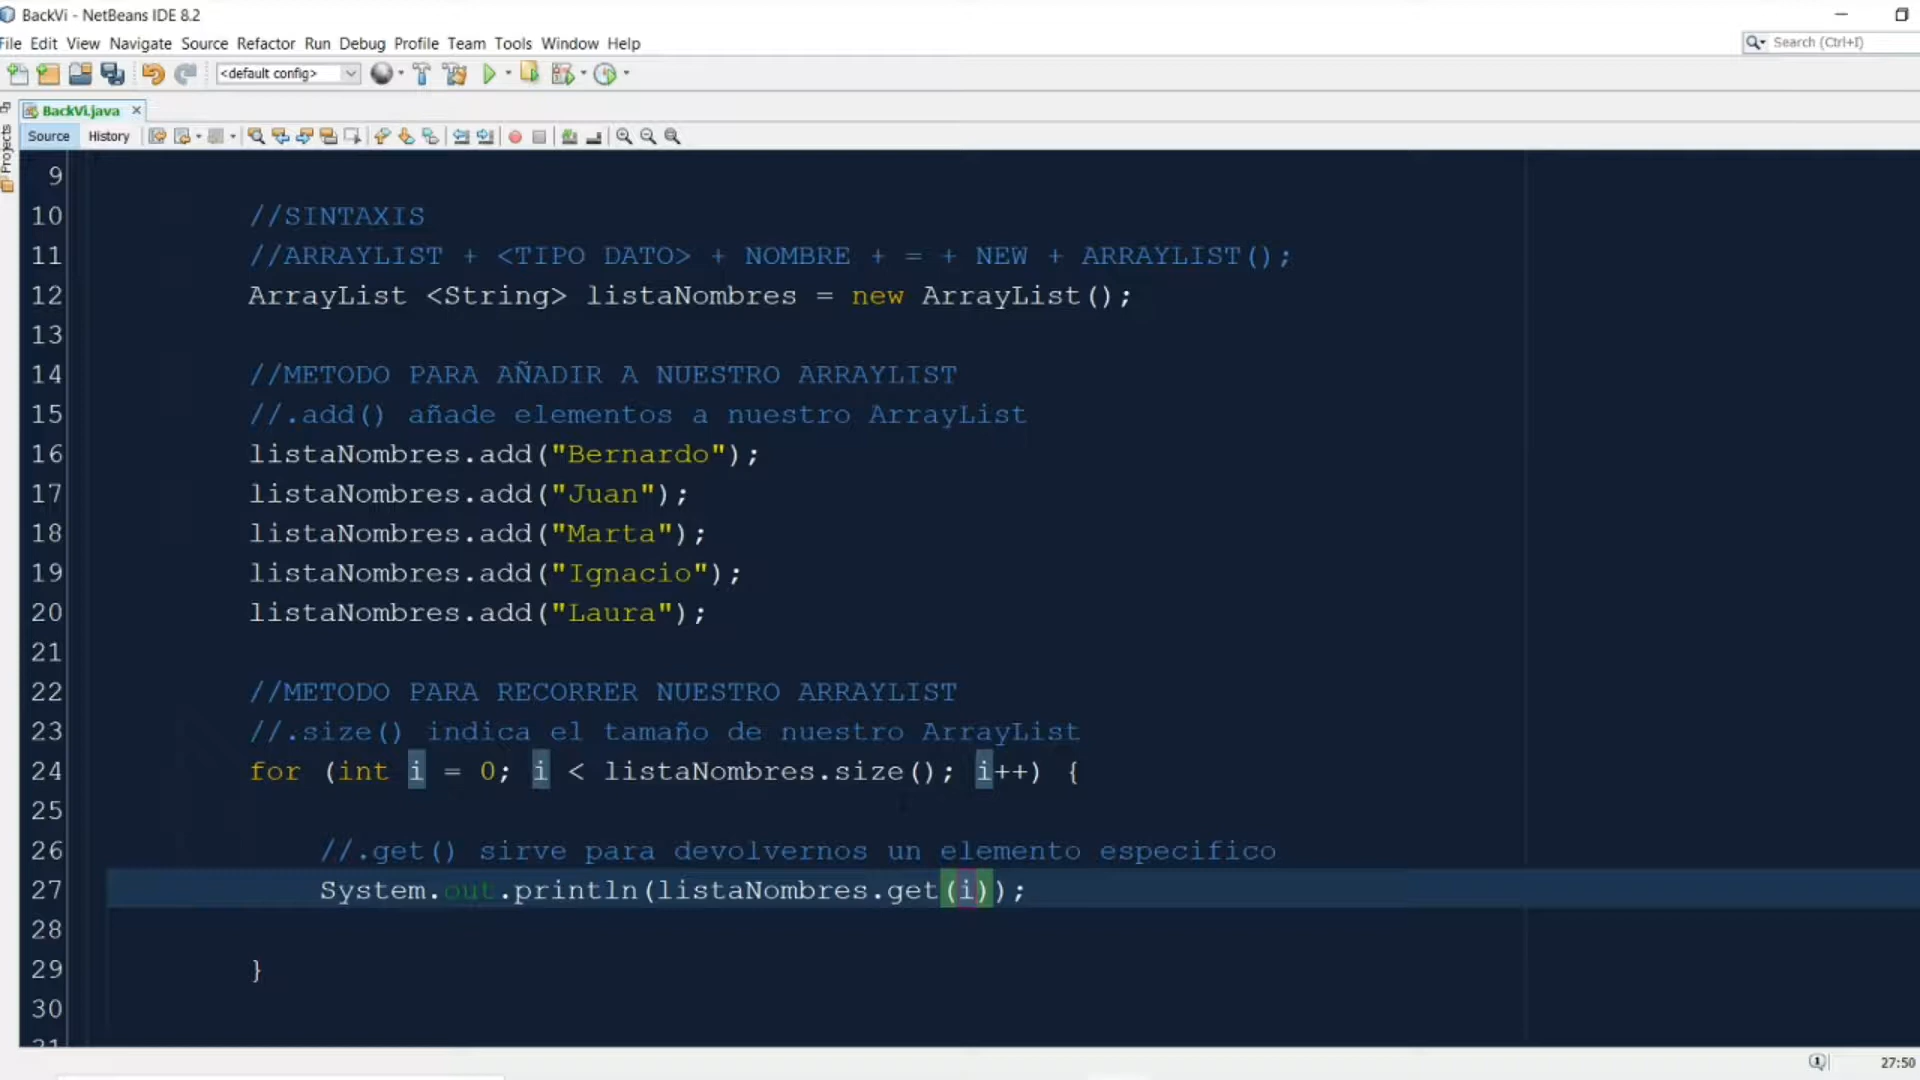 BackVi - NetBeans IDE 8.2
File Edit View Navigate Source Refactor Run Debug Profile Team Tools Window Help
Search (Ctrl+I)
<default config>
BackVi.java
Projects
Source History
9
10 //SINTAXIS
11 //ARRAYLIST + <TIPO DATO> + NOMBRE + = + NEW + ARRAYLIST();
12 ArrayList <String> listaNombres = new ArrayList();
13
14 //METODO PARA AÑADIR A NUESTRO ARRAYLIST
15 //.add() añade elementos a nuestro ArrayList
16 listaNombres.add("Bernardo");
17 listaNombres.add("Juan");
18 listaNombres.add("Marta");
19 listaNombres.add("Ignacio");
20 listaNombres.add("Laura");
21
22 //METODO PARA RECORRER NUESTRO ARRAYLIST
23 //.size() indica el tamaño de nuestro ArrayList
24 for (int i = 0; i < listaNombres.size(); i++) {
25
26 //.get() sirve para devolvernos un elemento especifico
27 System.out.println(listaNombres.get(i));
28
29 }
30
31
27:50